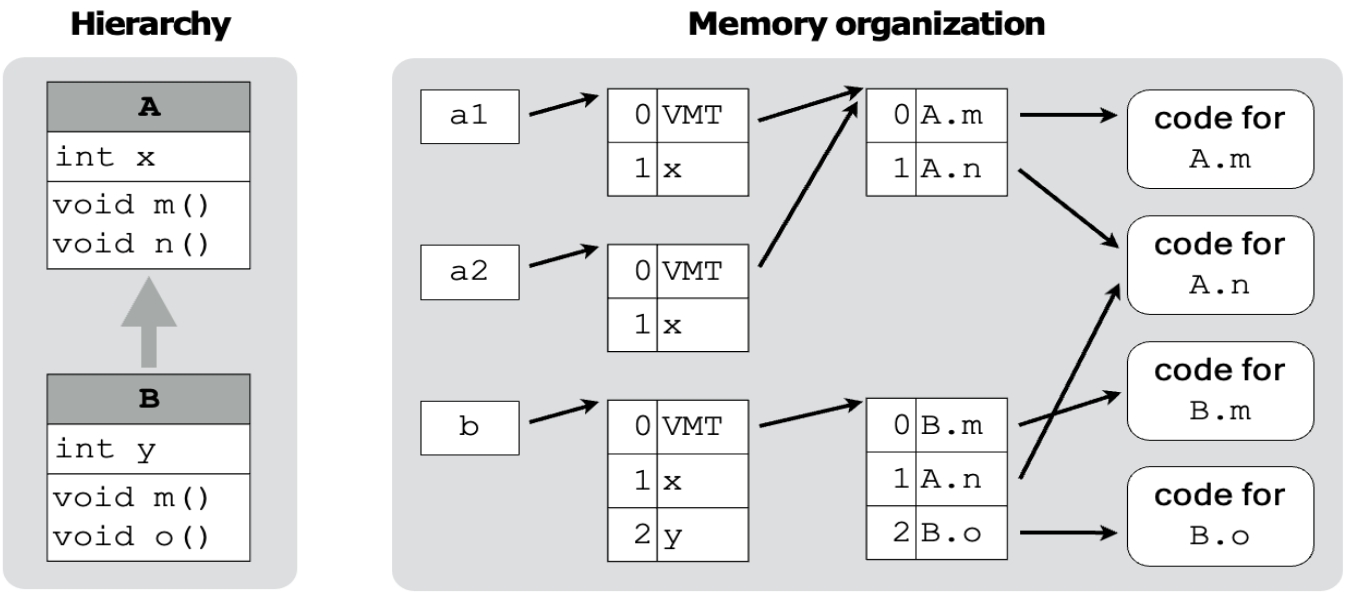 Hierarchy
A
int x
void m()
void n()
B
int y
void m()
void o()
Memory organization
a1
0 VMT
1 x
0 A.m
1 A.n
code for
A.m
a2
0 VMT
1 x
code for
A.n
b
0 VMT
1 x
2 y
0 B.m
1 A.n
2 B.o
code for
B.m
code for
B.o